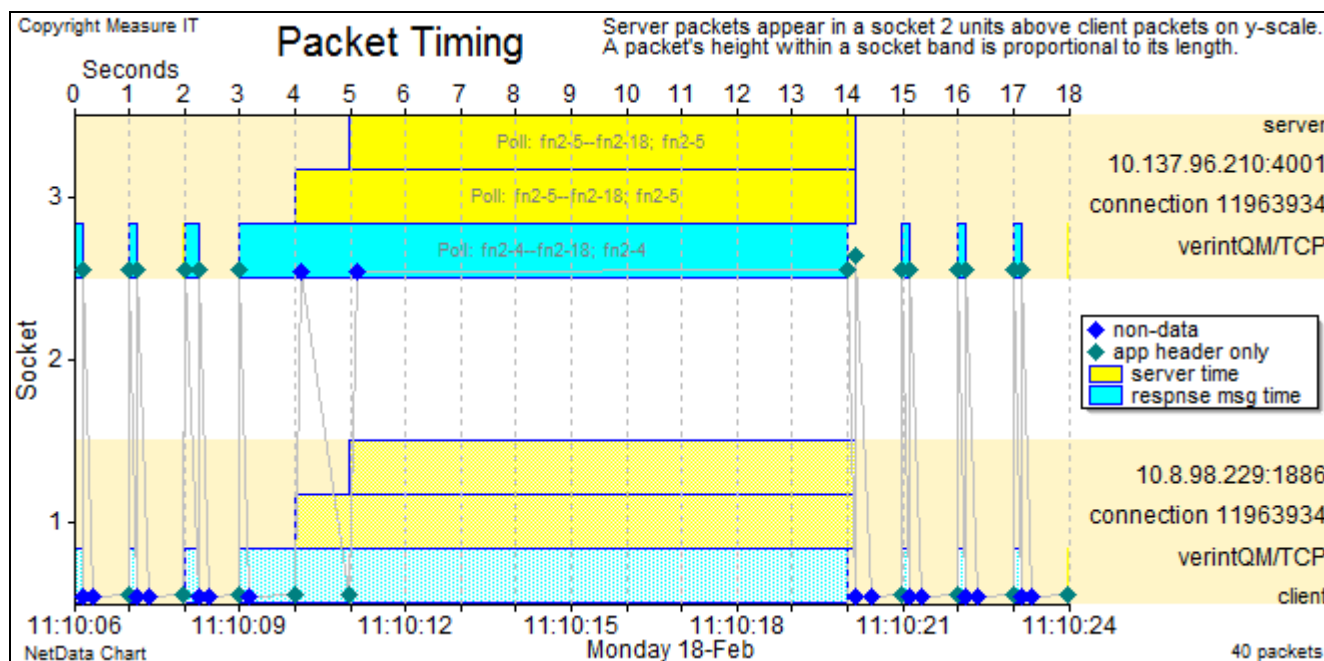 Copyright Measure IT
Packet Timing
Server packets appear in a socket 2 units above client packets on y-scale.
A packet's height within a socket band is proportional to its length.
Seconds
0 1 2 3 4 5 6 7 8 9 10 11 12 13 14 15 16 17 18
Poll: fn2-5--fn2-18; fn2-5
Poll: fn2-5--fn2-18; fn2-5
Poll: fn2-4--fn2-18; fn2-4
server
10.137.96.210:4001
connection 11963934
verintQM/TCP
Socket
3
2
1
non-data
app header only
server time
respnse msg time
10.8.98.229:1886
connection 11963934
verintQM/TCP
client
11:10:06 11:10:09 11:10:12 11:10:15 11:10:18 11:10:21 11:10:24
NetData Chart
Monday 18-Feb
40 packets